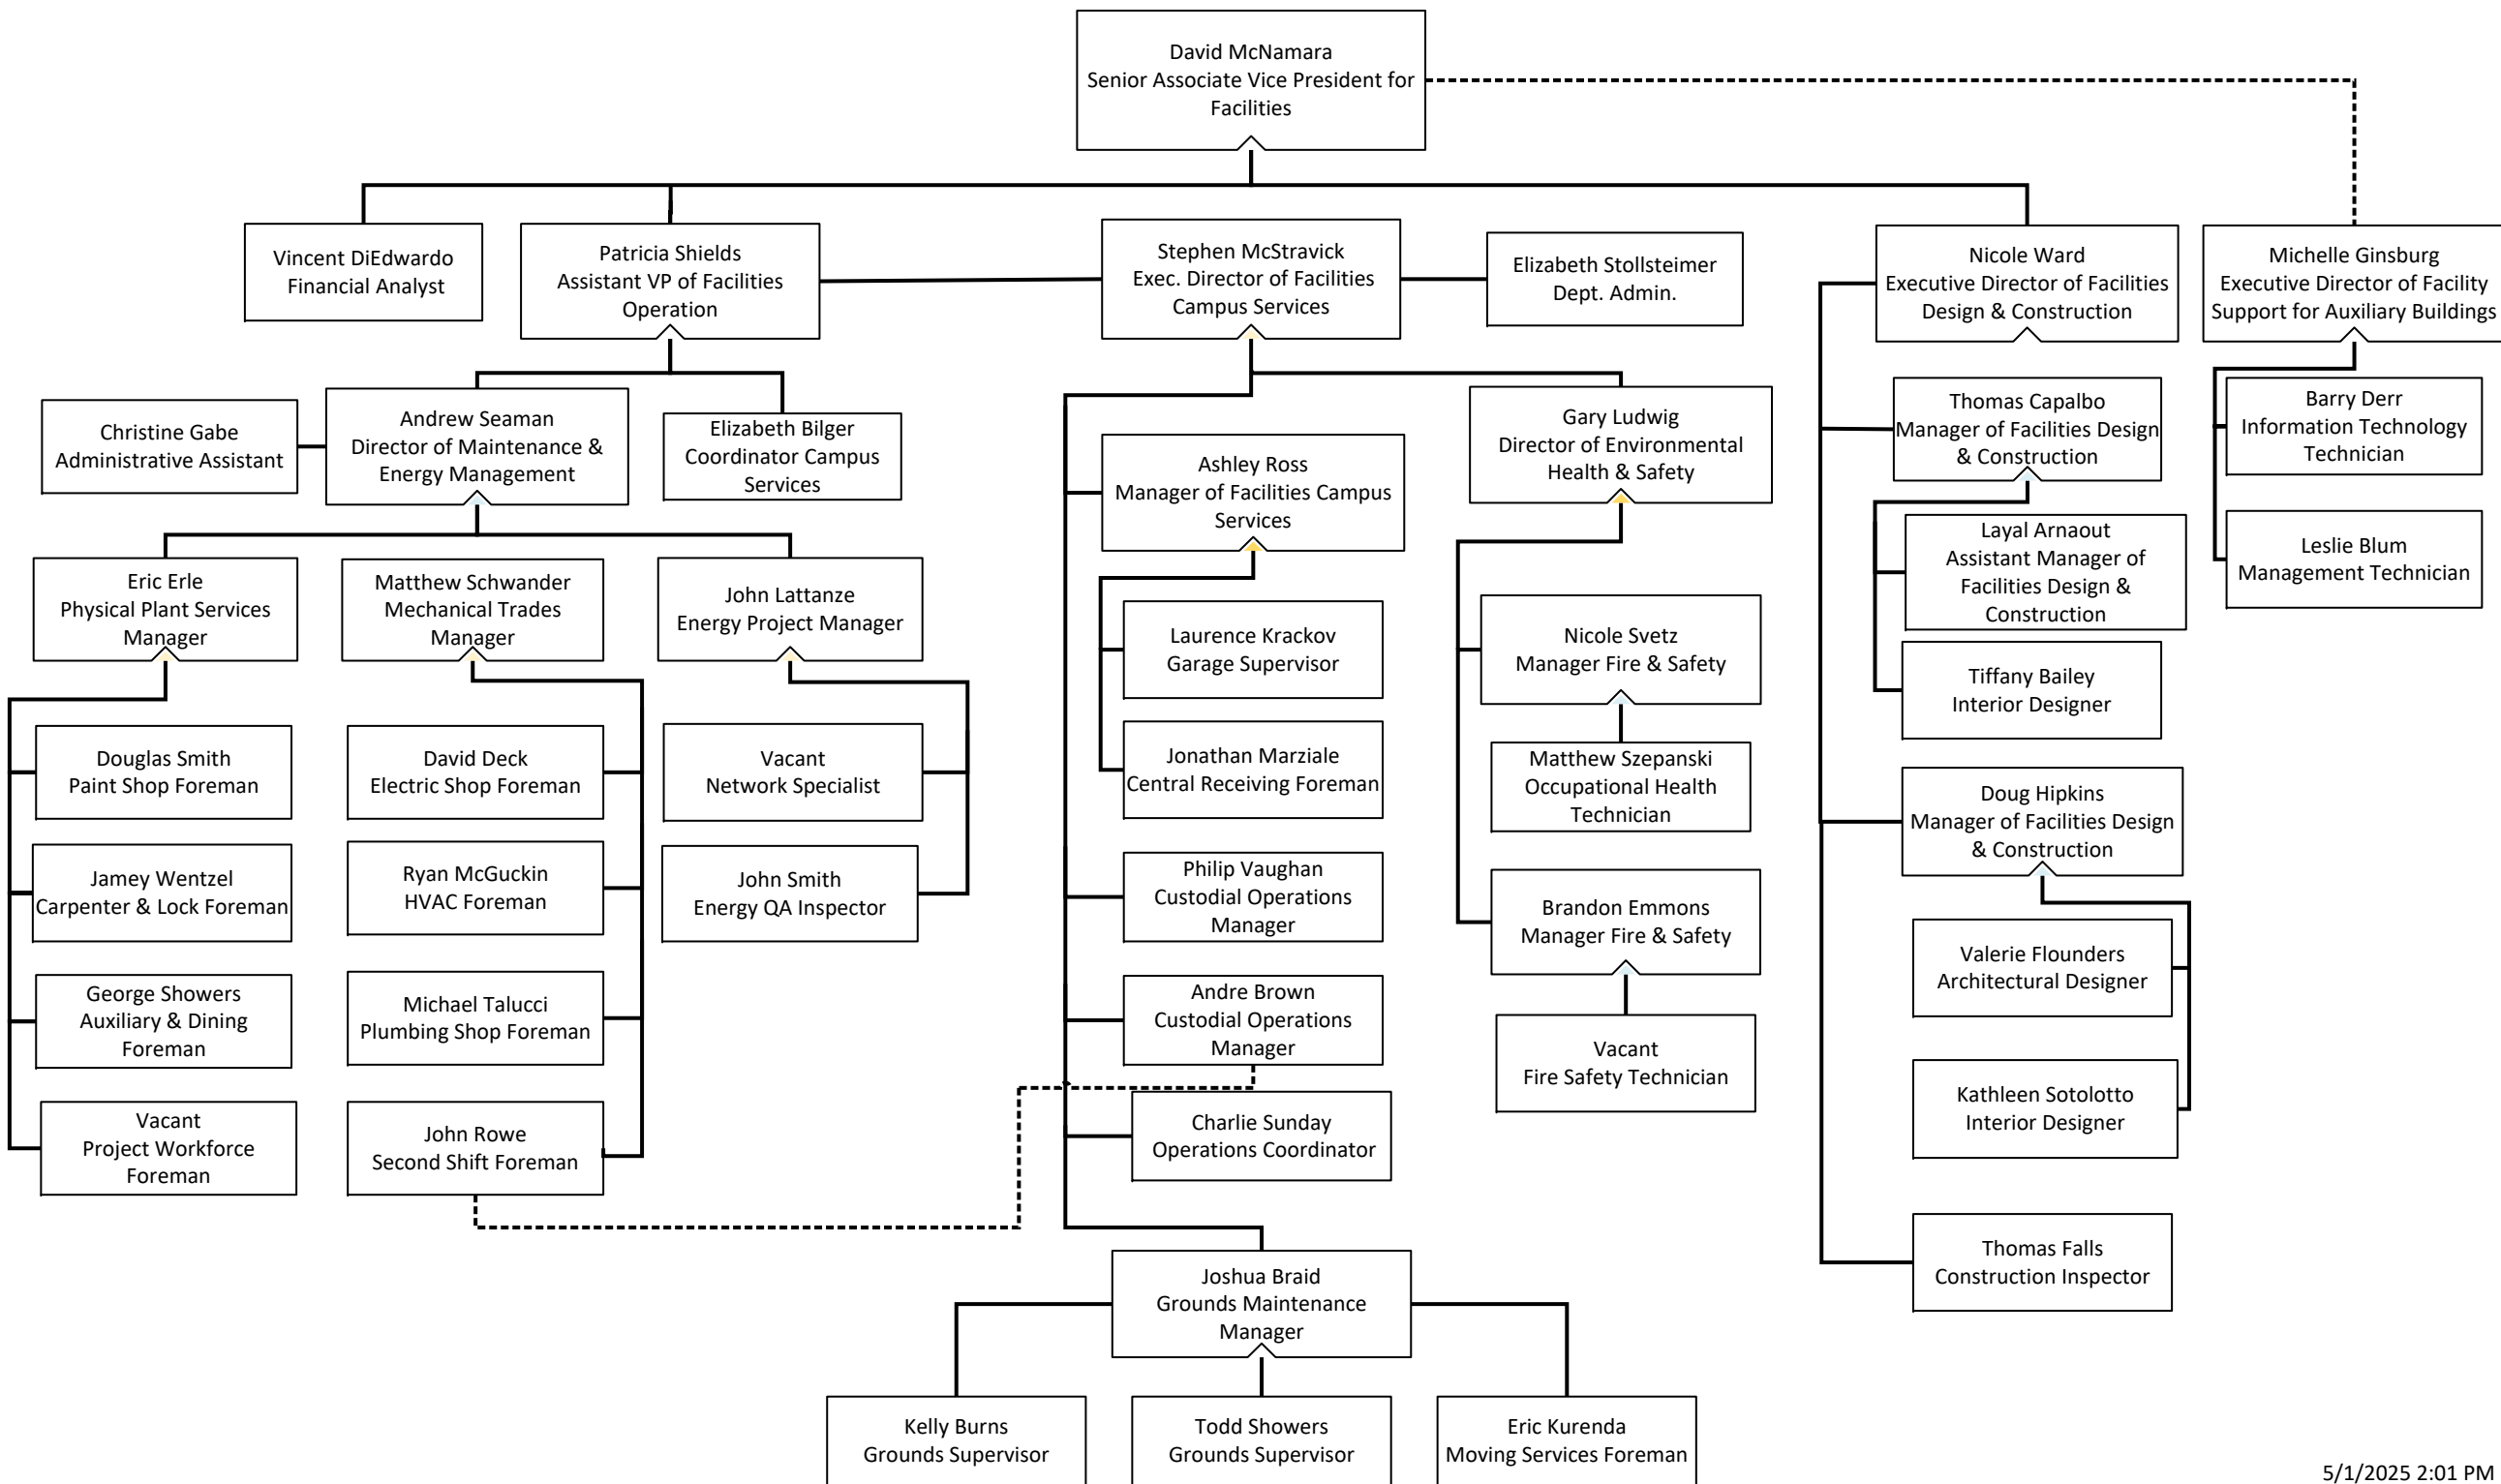 David McNamara
Senior Associate Vice President for
Facilities
Vincent DiEdwardo
Financial Analyst
Patricia Shields
Assistant VP of Facilities
Operation
Stephen McStravick
Exec. Director of Facilities
Campus Services
Elizabeth Stollsteimer
Dept. Admin.
Nicole Ward
Executive Director of Facilities
Design & Construction
Michelle Ginsburg
Executive Director of Facility
Support for Auxiliary Buildings
Christine Gabe
Administrative Assistant
Andrew Seaman
Director of Maintenance &
Energy Management
Elizabeth Bilger
Coordinator Campus
Services
Ashley Ross
Manager of Facilities Campus
Services
Gary Ludwig
Director of Environmental
Health & Safety
Thomas Capalbo
Manager of Facilities Design
& Construction
Barry Derr
Information Technology
Technician
Layal Arnaout
Assistant Manager of
Facilities Design &
Construction
Leslie Blum
Management Technician
Eric Erle
Physical Plant Services
Manager
Matthew Schwander
Mechanical Trades
Manager
John Lattanze
Energy Project Manager
Laurence Krackov
Garage Supervisor
Nicole Svetz
Manager Fire & Safety
Tiffany Bailey
Interior Designer
Douglas Smith
Paint Shop Foreman
David Deck
Electric Shop Foreman
Vacant
Network Specialist
Jonathan Marziale
Central Receiving Foreman
Matthew Szepanski
Occupational Health
Technician
Doug Hipkins
Manager of Facilities Design
& Construction
Jamey Wentzel
Carpenter & Lock Foreman
Ryan McGuckin
HVAC Foreman
John Smith
Energy QA Inspector
Philip Vaughan
Custodial Operations
Manager
Brandon Emmons
Manager Fire & Safety
Valerie Flounders
Architectural Designer
George Showers
Auxiliary & Dining
Foreman
Michael Talucci
Plumbing Shop Foreman
Andre Brown
Custodial Operations
Manager
Vacant
Fire Safety Technician
Kathleen Sotolotto
Interior Designer
Vacant
Project Workforce
Foreman
John Rowe
Second Shift Foreman
Charlie Sunday
Operations Coordinator
Thomas Falls
Construction Inspector
Joshua Braid
Grounds Maintenance
Manager
Kelly Burns
Grounds Supervisor
Todd Showers
Grounds Supervisor
Eric Kurenda
Moving Services Foreman
5/1/2025 2:01 PM